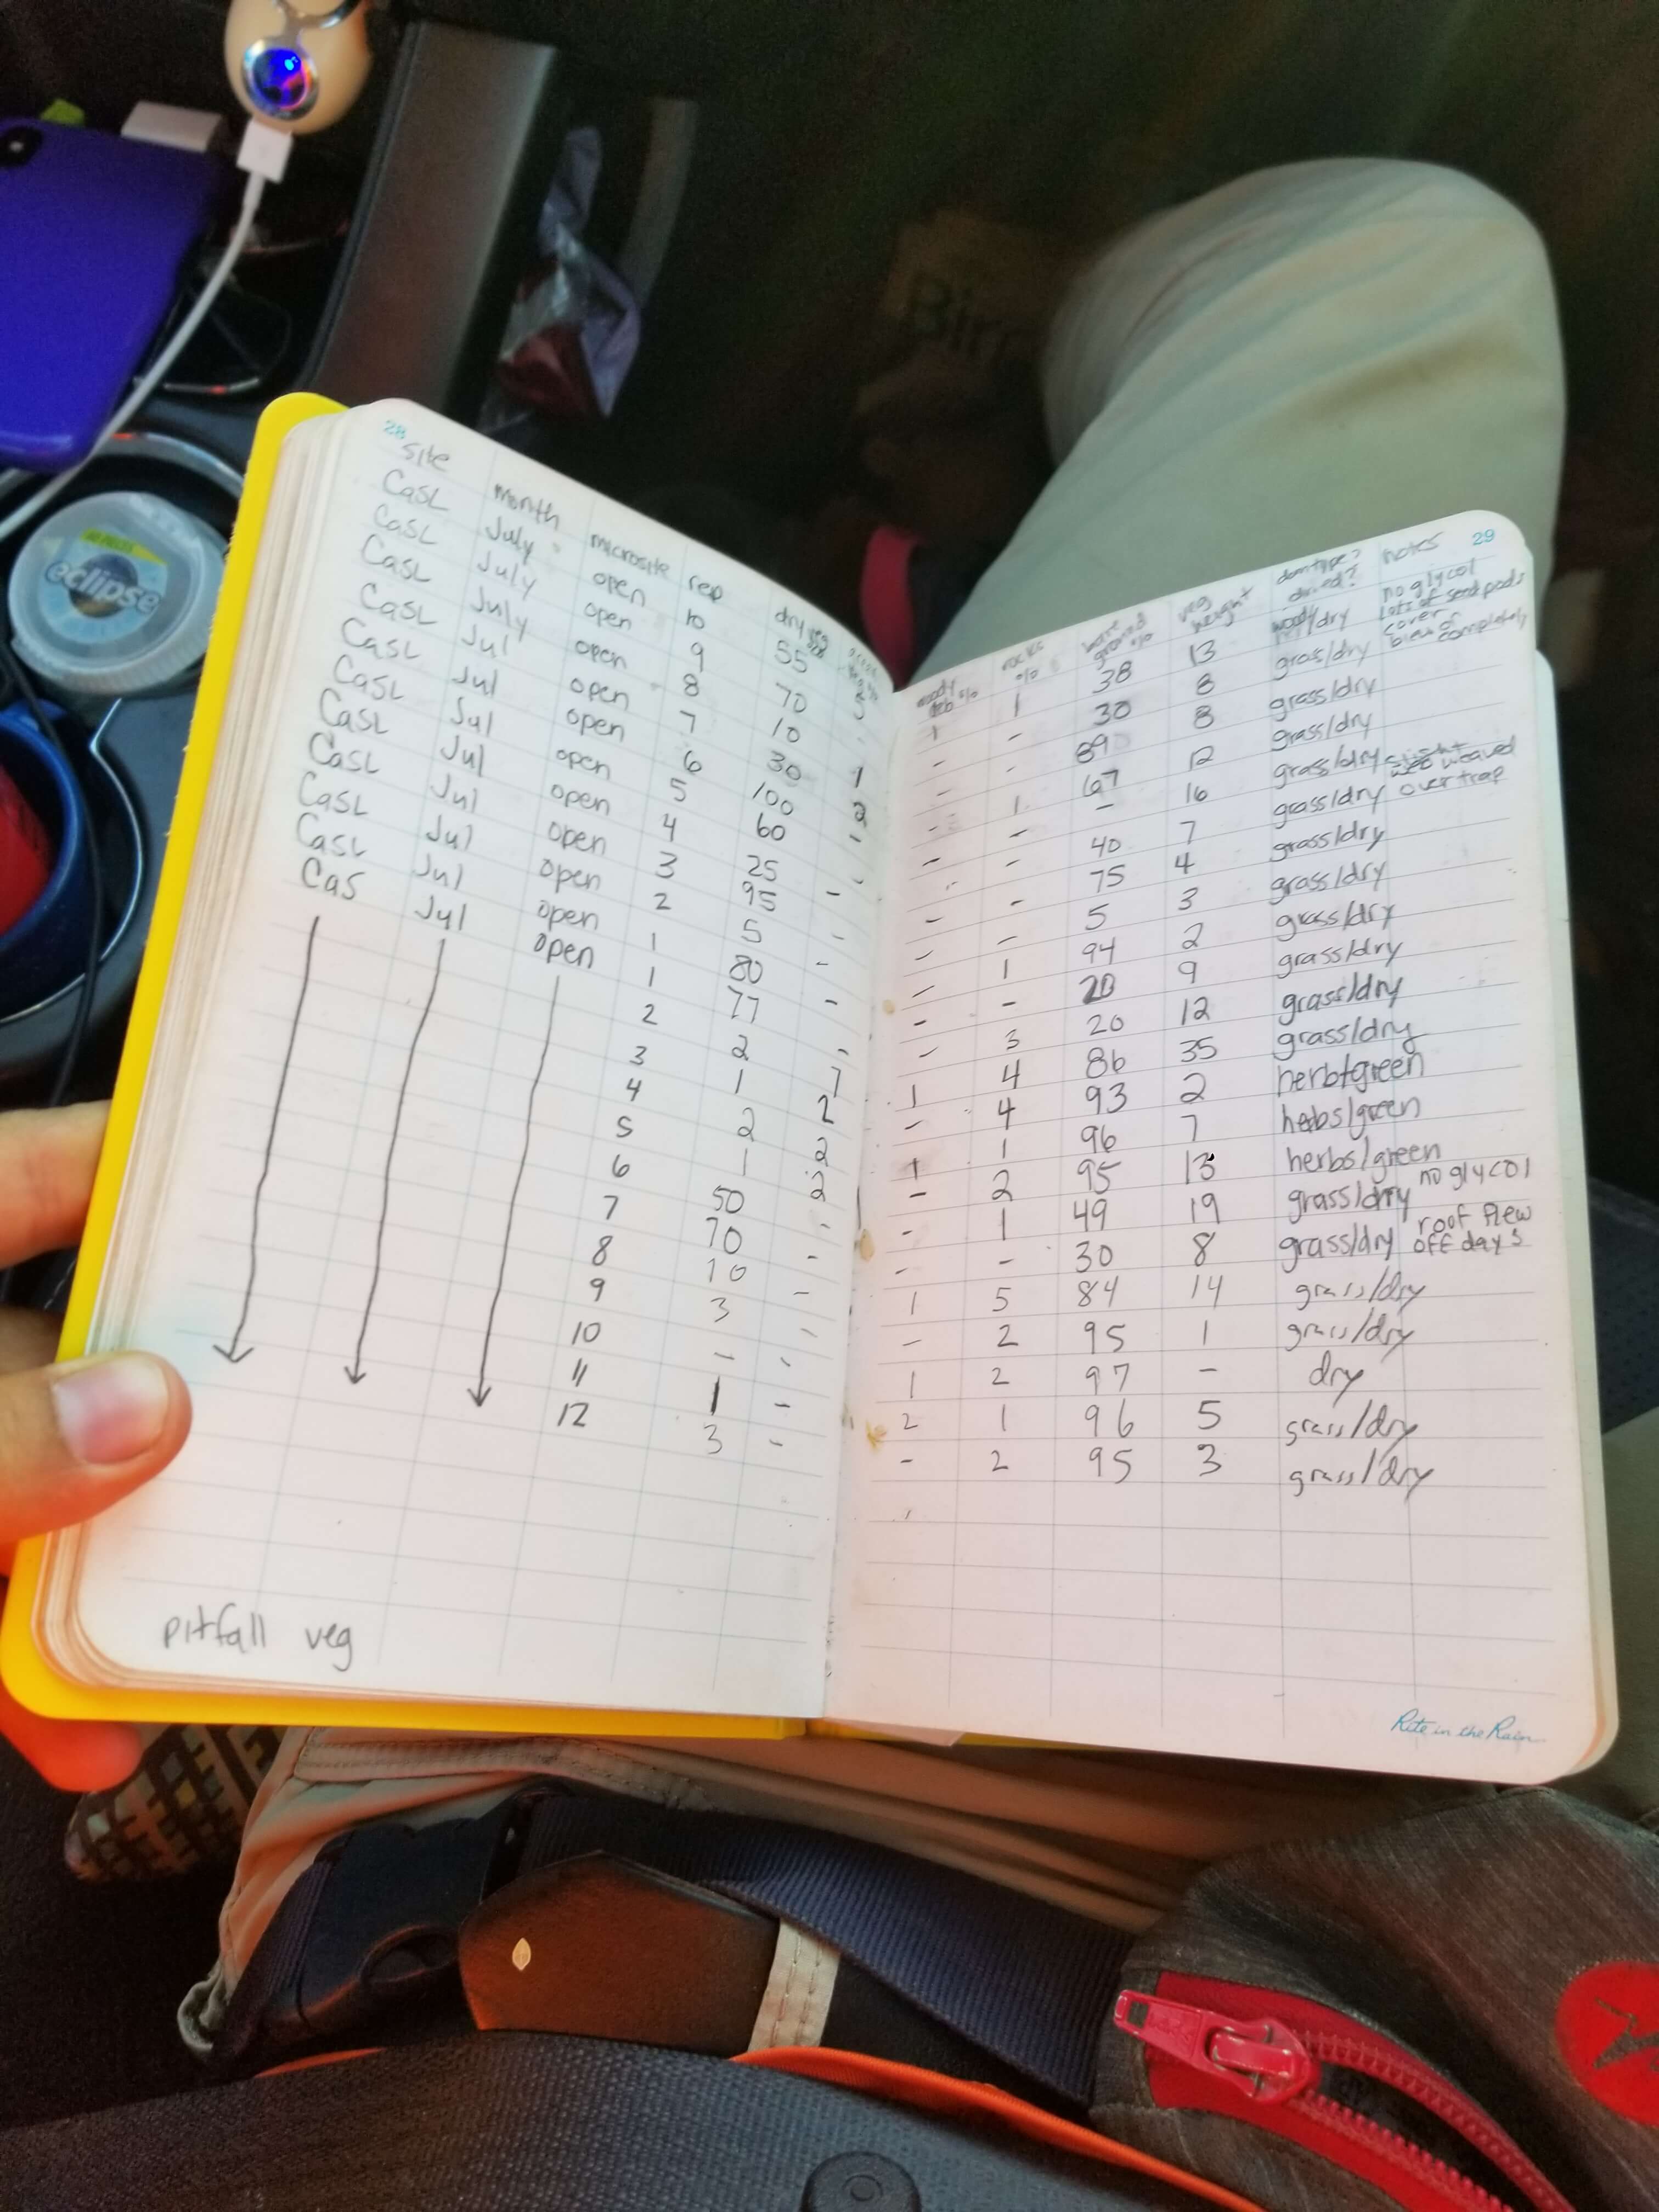 28
site month microsite rep dry veg %
CaSL July open 10 55
CaSL July open 9 70
CaSL July open 8 10
CaSL Jul open 7 30 1
CaSL Jul open 6 100 2
CaSL Jul open 5 60 -
CaSL Jul open 4 25 -
CaSL Jul open 3 95 -
CaSL Jul open 2 5 -
CaSL Jul open 1 80 -
CaS Jul open 1 77 -
2 2 7
3 1 2
4 2 2
5 1 2
6 50 -
7 70 -
8 10 -
9 3 -
10 - -
11 1 -
12 3 -
pitfall veg
29
woody deb % rocks % bare ground % veg height domtype? dried? notes
1 1 38 13 woody/dry no glycol
- - 30 8 grass/dry lots of seed pods
- - 89 8 grass/dry cover blew off completely
- 1 67 12 grass/dry
- - - 16 grass/dry slight web weaved
- - 40 7 grass/dry over trap
- - 75 4 grass/dry
- - 5 3 grass/dry
- 1 94 2 grass/dry
- - 20 9 grass/dry
- 3 20 12 grass/dry
1 4 86 35 herb+green
- 4 93 2 herbs/green
1 1 96 7 herbs/green
- 2 95 13 grass/dry no glycol
- 1 49 19 grass/dry roof flew
- - 30 8 off day 5
1 5 84 14 grass/dry
- 2 95 1 grass/dry
1 2 97 - dry
2 1 96 5 grass/dry
- 2 95 3 grass/dry
Rite in the Rain
eclipse